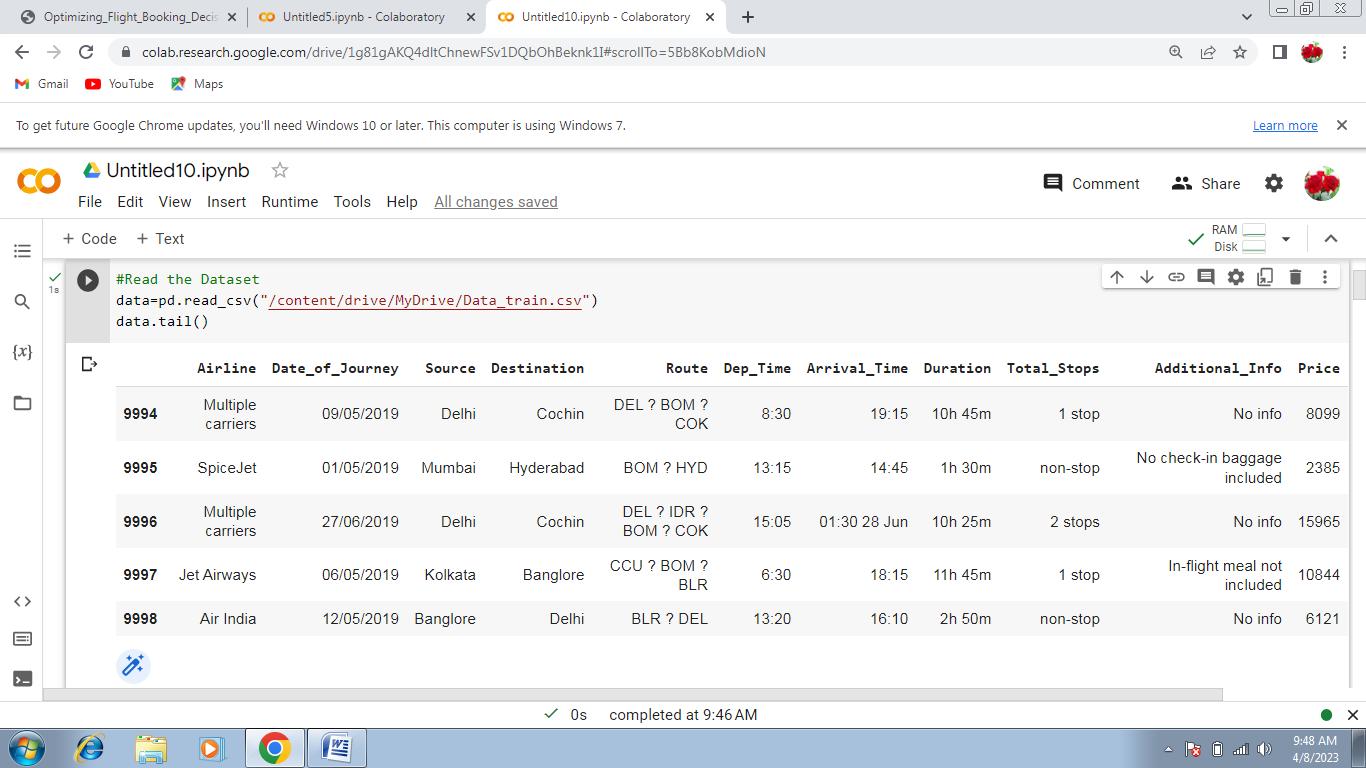 Optimizing_Flight_Booking_Decis
Untitled5.ipynb - Colaboratory
Untitled10.ipynb - Colaboratory
colab.research.google.com/drive/1g81gAKQ4dltChnewFSv1DQbOhBeknk1I#scrollTo=5Bb8KobMdioN
Gmail YouTube Maps
To get future Google Chrome updates, you'll need Windows 10 or later. This computer is using Windows 7. Learn more
Untitled10.ipynb
Comment Share
File Edit View Insert Runtime Tools Help All changes saved
+ Code + Text
RAM
Disk
1s
#Read the Dataset
data=pd.read_csv("/content/drive/MyDrive/Data_train.csv")
data.tail()
{x}
Airline Date_of_Journey Source Destination Route Dep_Time Arrival_Time Duration Total_Stops Additional_Info Price
9994 Multiple carriers 09/05/2019 Delhi Cochin DEL ? BOM ? COK 8:30 19:15 10h 45m 1 stop No info 8099
9995 SpiceJet 01/05/2019 Mumbai Hyderabad BOM ? HYD 13:15 14:45 1h 30m non-stop No check-in baggage included 2385
9996 Multiple carriers 27/06/2019 Delhi Cochin DEL ? IDR ? BOM ? COK 15:05 01:30 28 Jun 10h 25m 2 stops No info 15965
9997 Jet Airways 06/05/2019 Kolkata Banglore CCU ? BOM ? BLR 6:30 18:15 11h 45m 1 stop In-flight meal not included 10844
9998 Air India 12/05/2019 Banglore Delhi BLR ? DEL 13:20 16:10 2h 50m non-stop No info 6121
0s completed at 9:46 AM
9:48 AM
4/8/2023